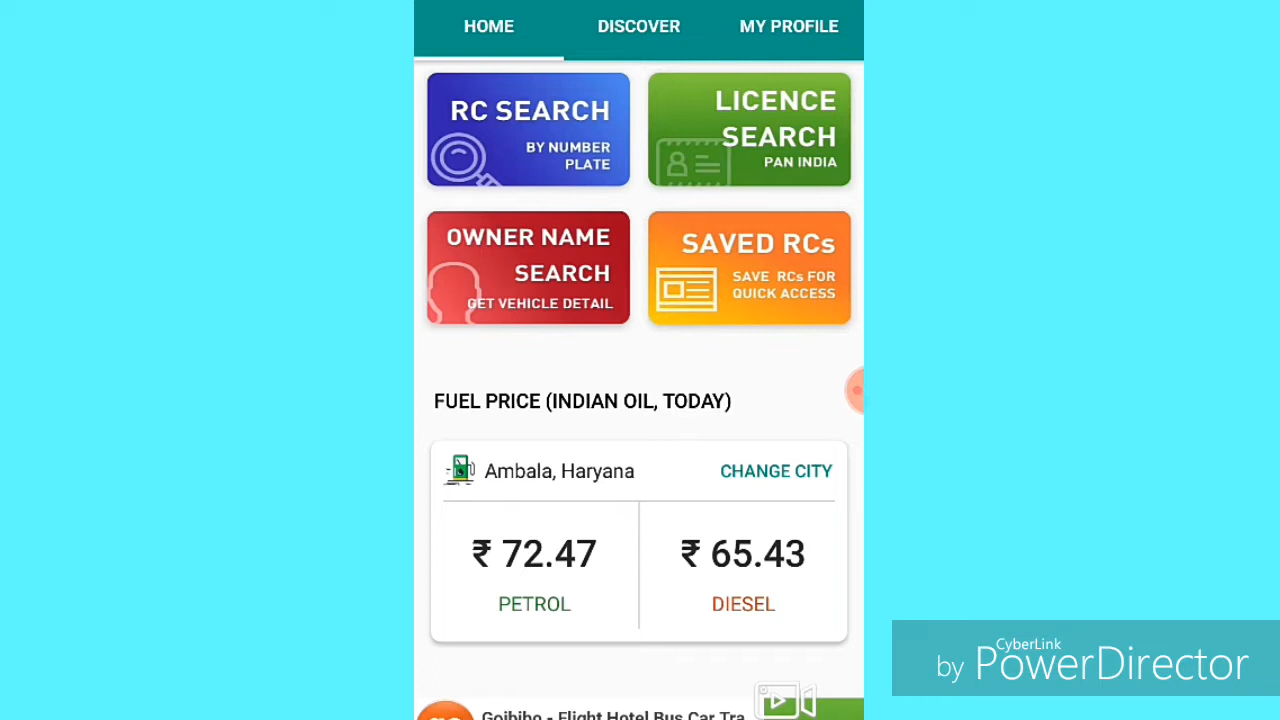 HOME DISCOVER MY PROFILE
RC SEARCH
BY NUMBER
PLATE
LICENCE
SEARCH
PAN INDIA
OWNER NAME
SEARCH
GET VEHICLE DETAIL
SAVED RCs
SAVE RCs FOR
QUICK ACCESS
FUEL PRICE (INDIAN OIL, TODAY)
Ambala, Haryana CHANGE CITY
₹ 72.47 ₹ 65.43
PETROL DIESEL
Goibibo - Flight Hotel Bus Car Tra
CyberLink
by PowerDirector